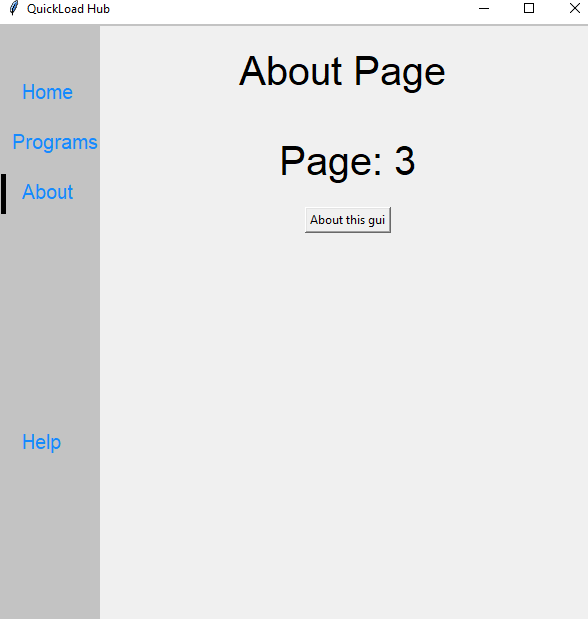 QuickLoad Hub
Home
Programs
About
Help
About Page
Page: 3
About this gui